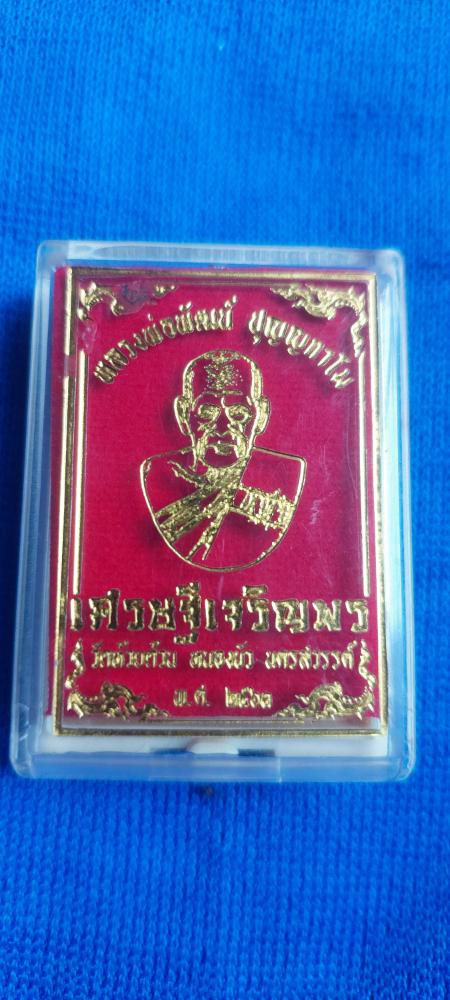 หลวงพ่อพัฒน์ ปุญญกาโม
เศรษฐีเจริญพร
วัดห้วยด้วน หนองบัว นครสวรรค์
พ.ศ. ๒๕๖๓